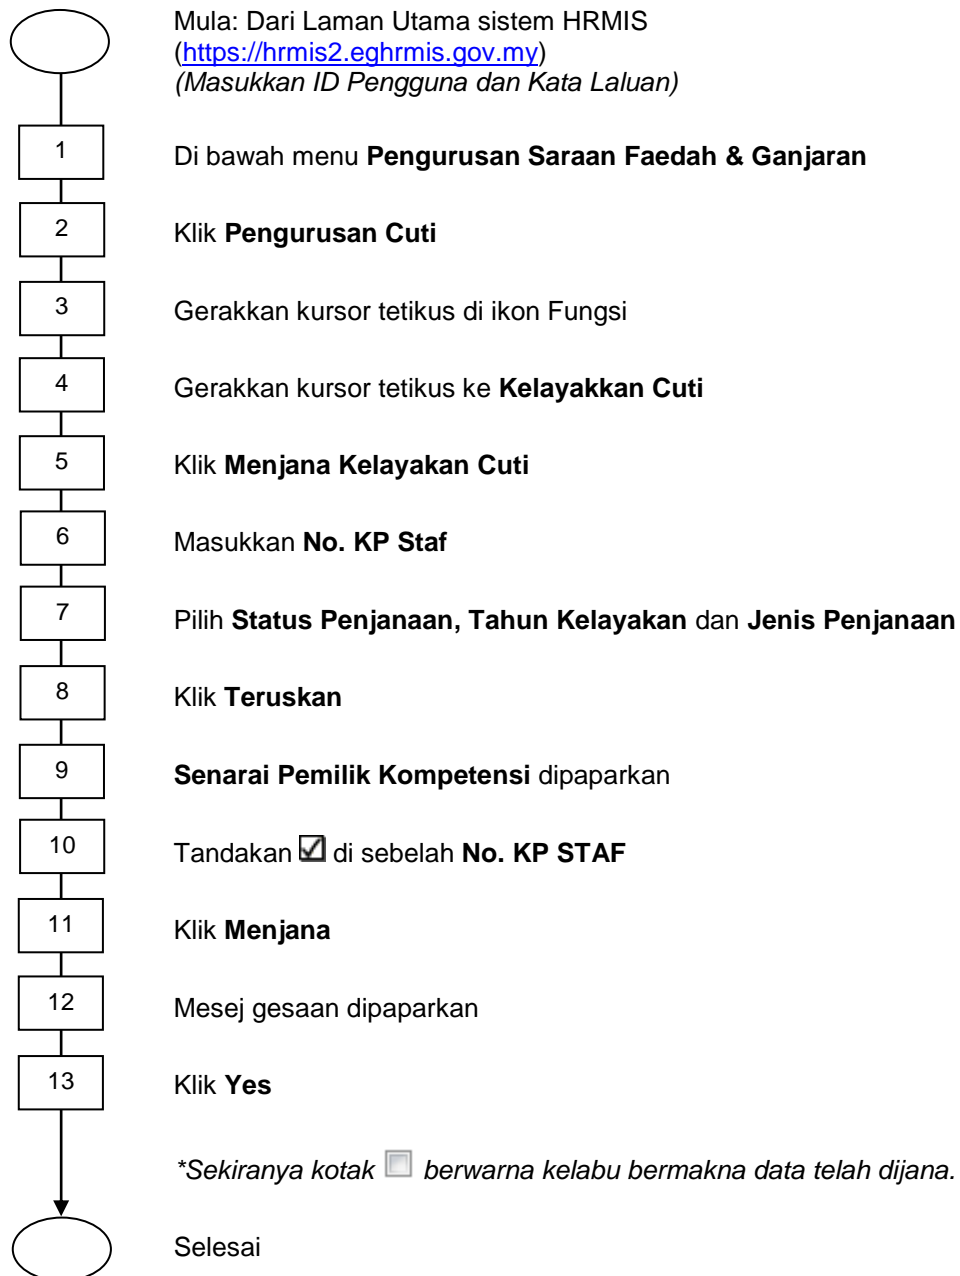 Mula: Dari Laman Utama sistem HRMIS
(https://hrmis2.eghrmis.gov.my)
(Masukkan ID Pengguna dan Kata Laluan)
1
Di bawah menu Pengurusan Saraan Faedah & Ganjaran
2
Klik Pengurusan Cuti
3
Gerakkan kursor tetikus di ikon Fungsi
4
Gerakkan kursor tetikus ke Kelayakkan Cuti
5
Klik Menjana Kelayakan Cuti
6
Masukkan No. KP Staf
7
Pilih Status Penjanaan, Tahun Kelayakan dan Jenis Penjanaan
8
Klik Teruskan
9
Senarai Pemilik Kompetensi dipaparkan
10
Tandakan ☑ di sebelah No. KP STAF
11
Klik Menjana
12
Mesej gesaan dipaparkan
13
Klik Yes
*Sekiranya kotak ☐ berwarna kelabu bermakna data telah dijana.
Selesai